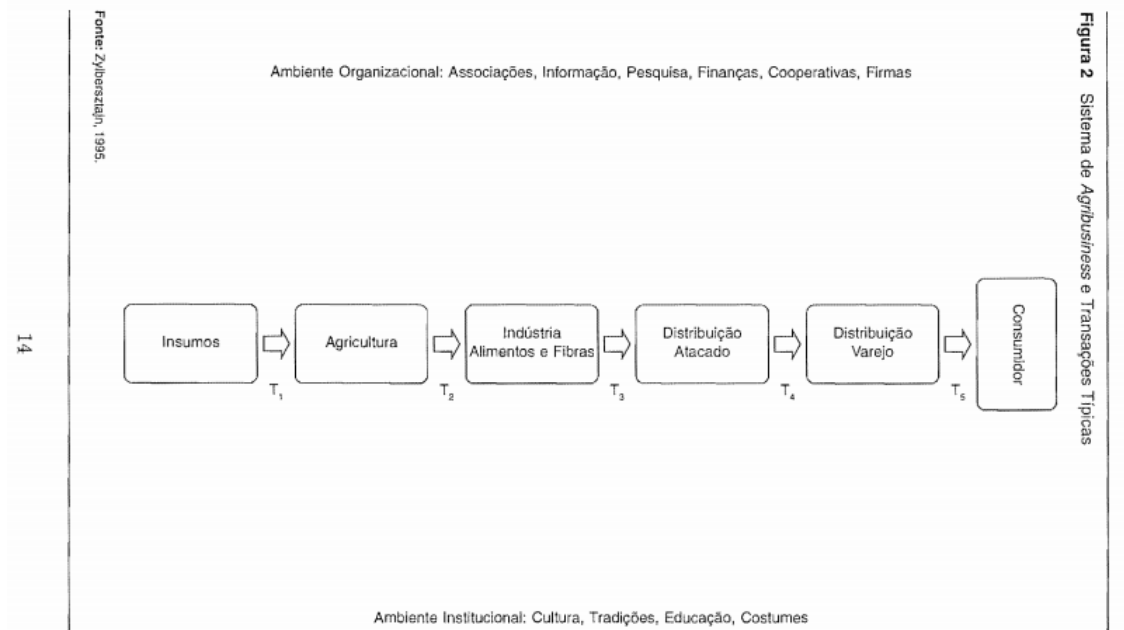 Figura 2 Sistema de Agribusiness e Transações Típicas
Ambiente Organizacional: Associações, Informação, Pesquisa, Finanças, Cooperativas, Firmas
Insumos
T1
Agricultura
T2
Indústria
Alimentos e Fibras
T3
Distribuição
Atacado
T4
Distribuição
Varejo
T5
Consumidor
Ambiente Institucional: Cultura, Tradições, Educação, Costumes
Fonte: Zylbersztajn, 1995.
14